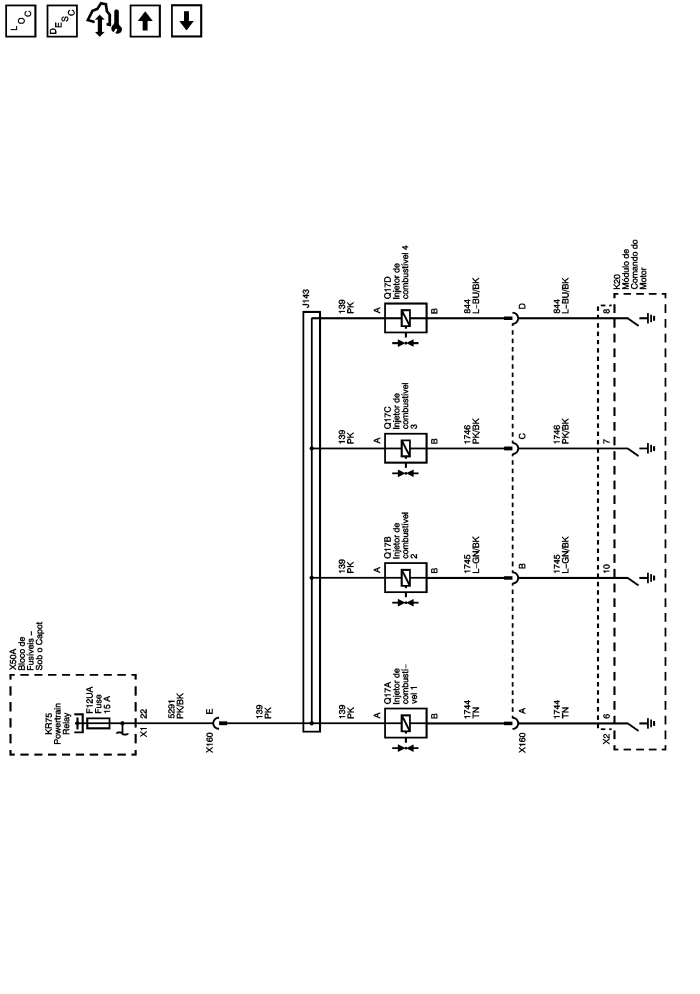 LOC
DESC
X50A
Bloco de
Fusíveis –
Sob o Capot
KR75
Powertrain
Relay
F12UA
Fuse
15 A
22
X1
5291
PK/BK
E
X160
139
PK
J143
139
PK
A
Q17A
Injetor de
combustí–
vel 1
B
1744
TN
A
X160
1744
TN
6
X2
139
PK
A
Q17B
Injetor de
combustível
2
B
1745
L–GN/BK
B
1745
L–GN/BK
10
139
PK
A
Q17C
Injetor de
combustível
3
B
1746
PK/BK
C
1746
PK/BK
7
139
PK
A
Q17D
Injetor de
combustível 4
B
844
L–BU/BK
D
844
L–BU/BK
8
K20
Módulo de
Comando do
Motor